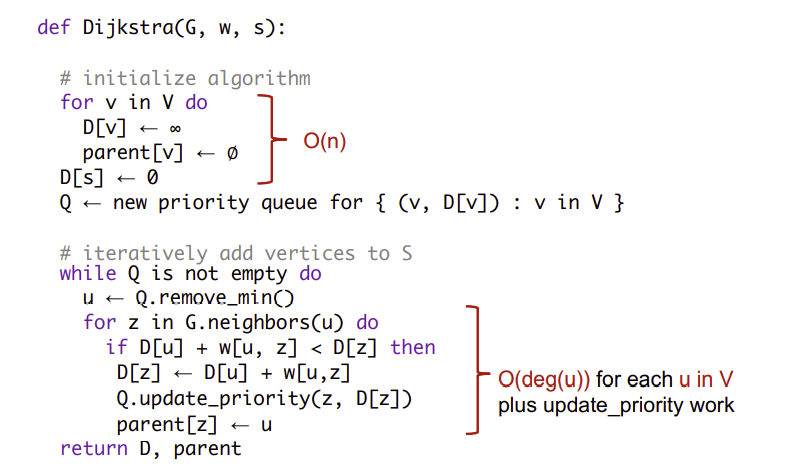 def Dijkstra(G, w, s):
# initialize algorithm
for v in V do
D[v] ← ∞
parent[v] ← ∅
D[s] ← 0
O(n)
Q ← new priority queue for { (v, D[v]) : v in V }
# iteratively add vertices to S
while Q is not empty do
u ← Q.remove_min()
for z in G.neighbors(u) do
if D[u] + w[u, z] < D[z] then
D[z] ← D[u] + w[u,z]
Q.update_priority(z, D[z])
parent[z] ← u
O(deg(u)) for each u in V
plus update_priority work
return D, parent